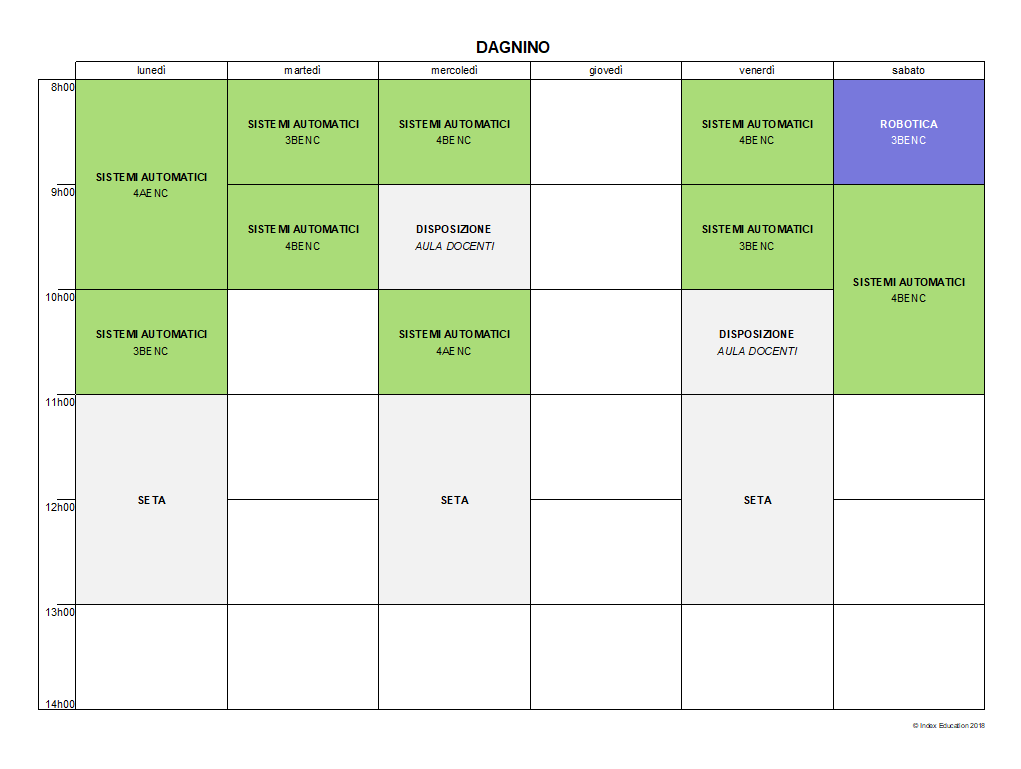 DAGNINO
lunedì martedì mercoledì giovedì venerdì sabato
8h00
SISTEMI AUTOMATICI
3BENC
SISTEMI AUTOMATICI
4BENC
SISTEMI AUTOMATICI
4BENC
ROBOTICA
3BENC
SISTEMI AUTOMATICI
4AENC
9h00
SISTEMI AUTOMATICI
4BENC
DISPOSIZIONE
AULA DOCENTI
SISTEMI AUTOMATICI
3BENC
SISTEMI AUTOMATICI
4BENC
10h00
SISTEMI AUTOMATICI
3BENC
SISTEMI AUTOMATICI
4AENC
DISPOSIZIONE
AULA DOCENTI
11h00
SETA
SETA
SETA
12h00
13h00
14h00
© Index Education 2018